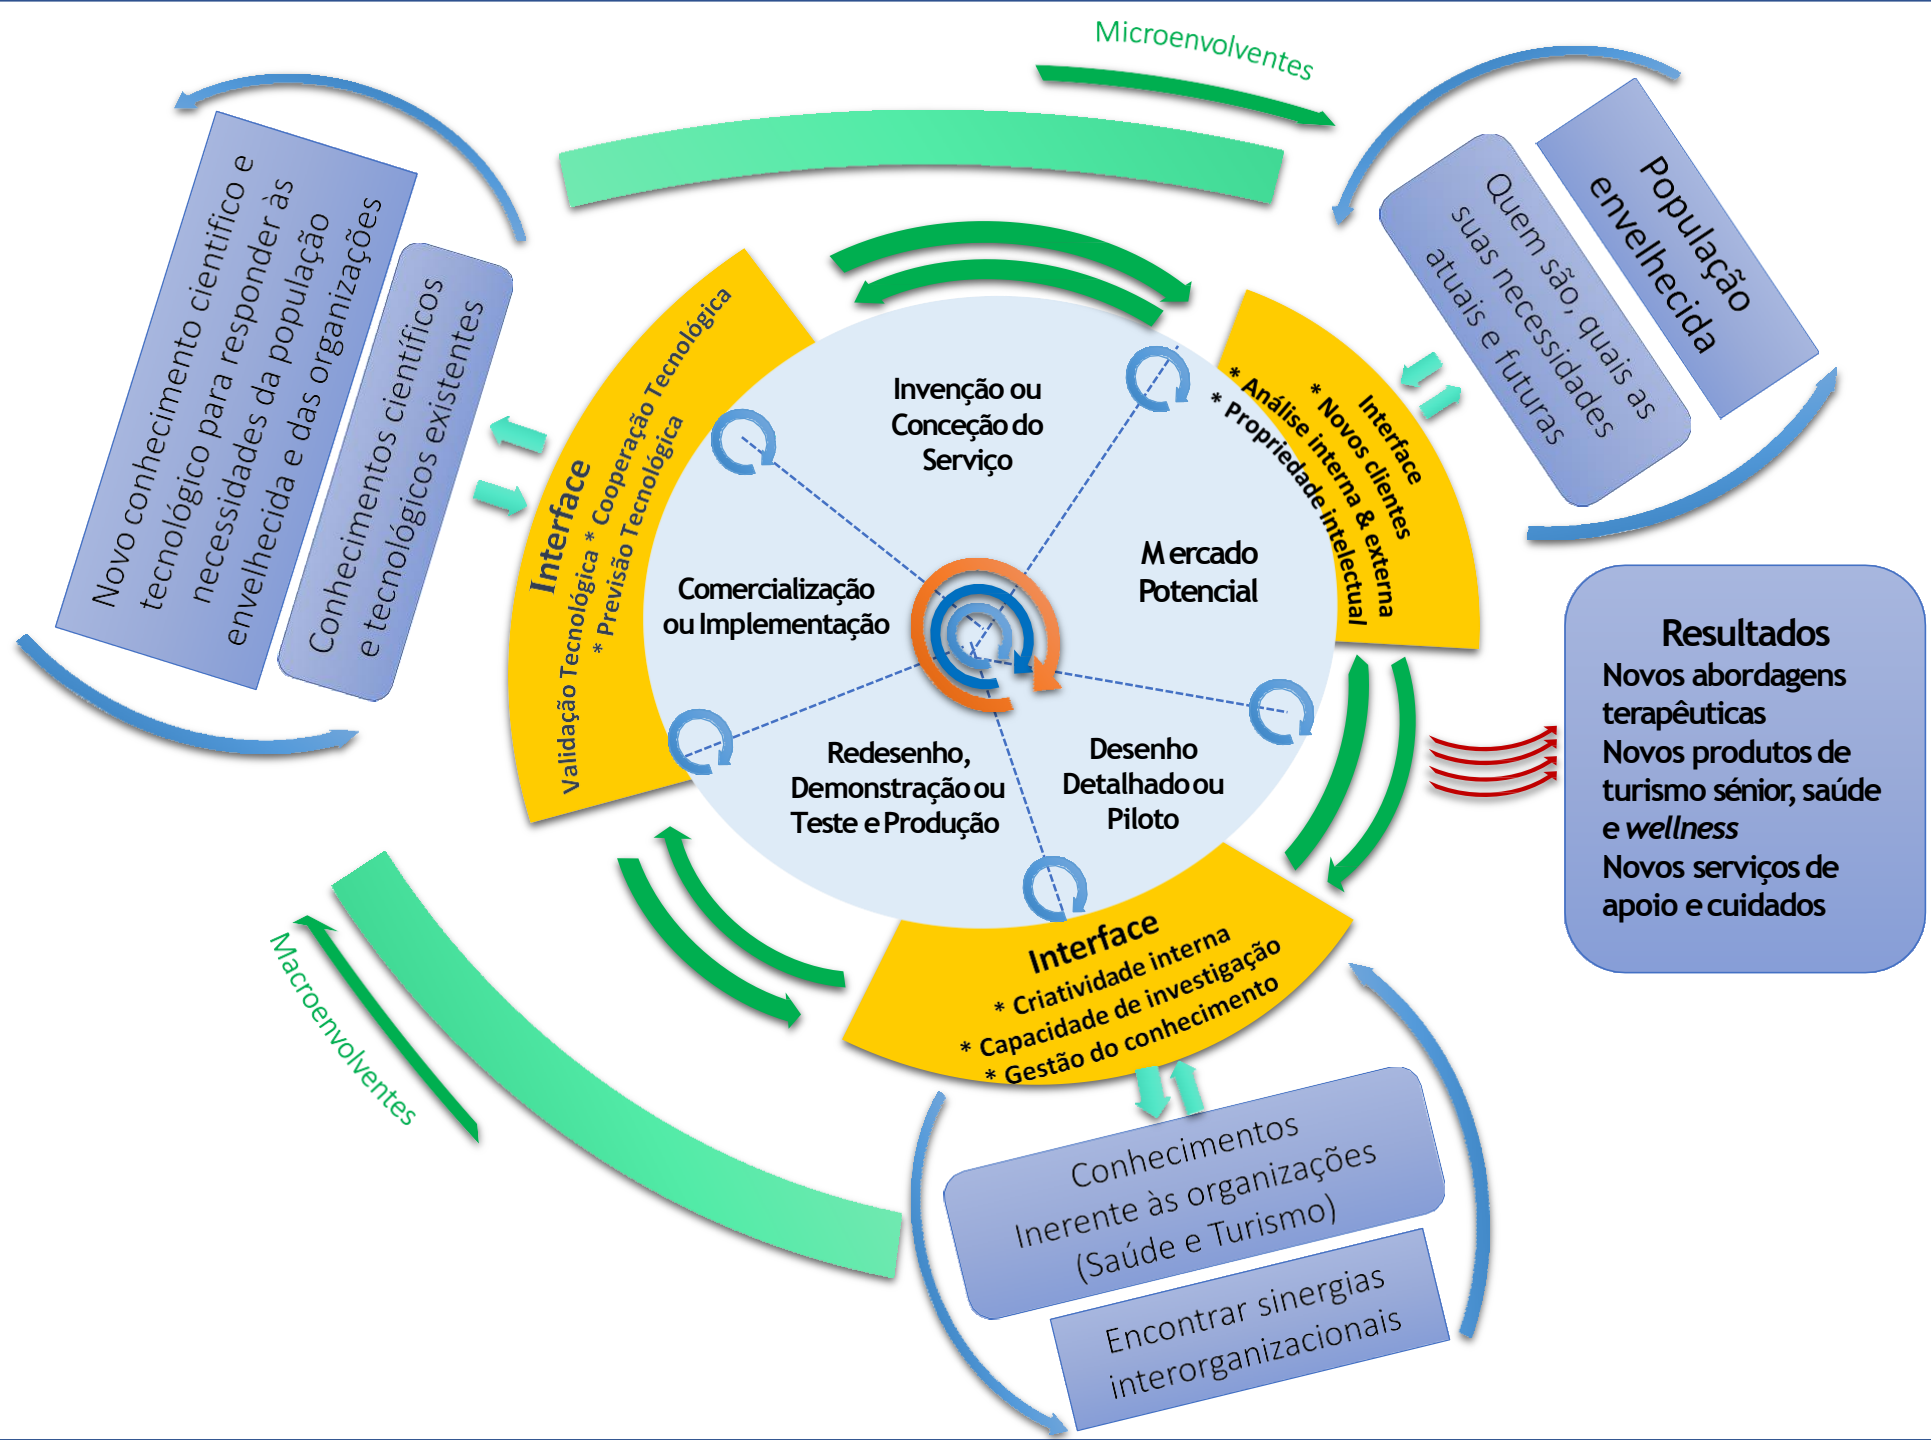 Microenvolventes
Novo conhecimento científico e
tecnológico para responder às
necessidades da população
envelhecida e das organizações
Conhecimentos científicos
e tecnológicos existentes
População
envelhecida
Quem são, quais as
suas necessidades
atuais e futuras
Interface
Validação Tecnológica * Cooperação Tecnológica
* Previsão Tecnológica
Interface
* Novos clientes
* Análise interna & externa
* Propriedade intelectual
Invenção ou
Conceção do
Serviço
Mercado
Potencial
Comercialização
ou Implementação
Redesenho,
Demonstração ou
Teste e Produção
Desenho
Detalhado ou
Piloto
Resultados
Novos abordagens
terapêuticas
Novos produtos de
turismo sénior, saúde
e wellness
Novos serviços de
apoio e cuidados
Interface
* Criatividade interna
* Capacidade de investigação
* Gestão do conhecimento
Macroenvolventes
Conhecimentos
Inerente às organizações
(Saúde e Turismo)
Encontrar sinergias
interorganizacionais